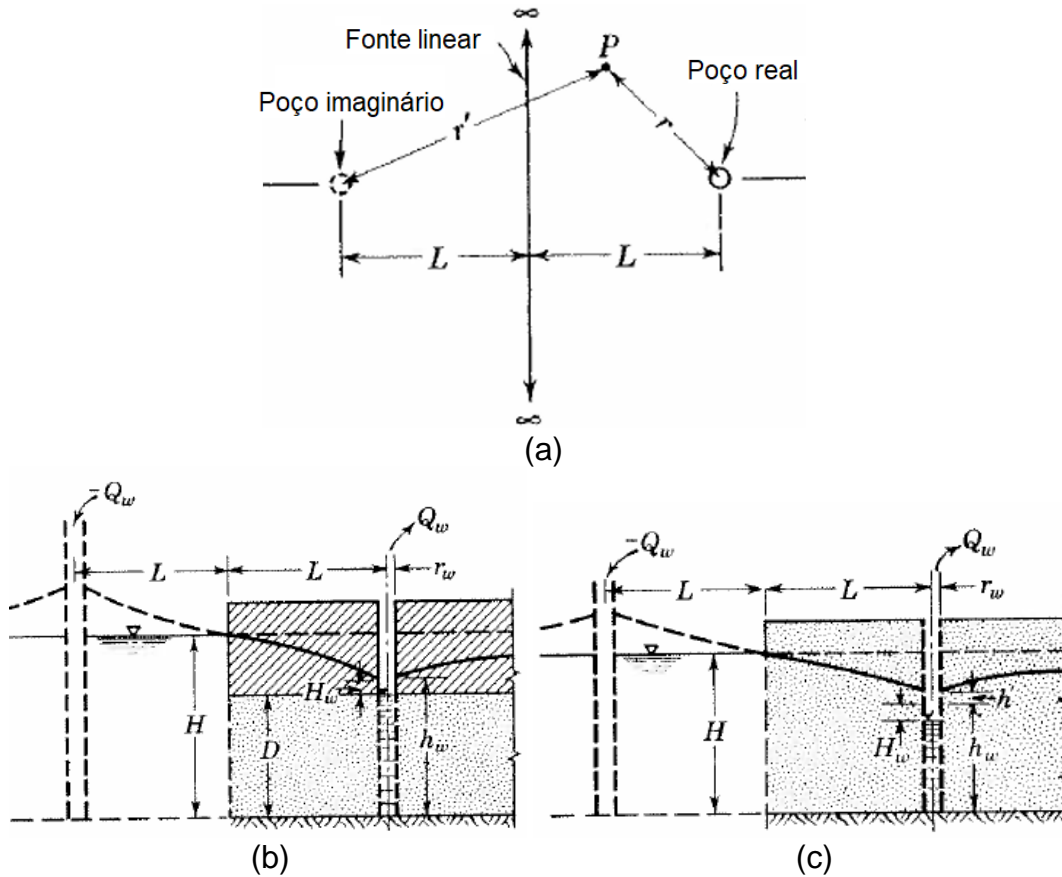 ∞
Fonte linear
P
Poço real
Poço imaginário
r'
r
L
L
∞
(a)
-Q_w
Q_w
L
L
r_w
H_w
H
D
h_w
(b)
-Q_w
Q_w
L
L
r_w
h
H
H_w
h_w
(c)